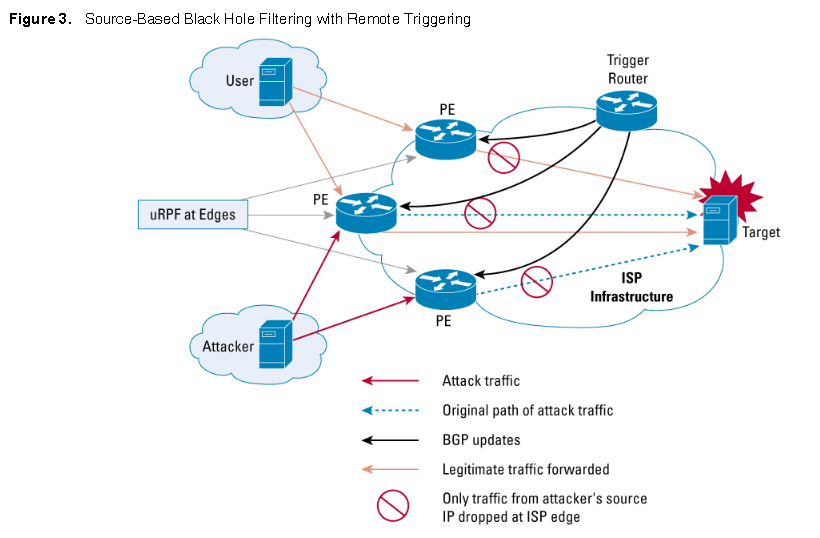 Figure 3. Source-Based Black Hole Filtering with Remote Triggering
Trigger
Router
User
PE
PE
uRPF at Edges
Target
ISP
Infrastructure
PE
Attacker
Attack traffic
Original path of attack traffic
BGP updates
Legitimate traffic forwarded
Only traffic from attacker's source
IP dropped at ISP edge